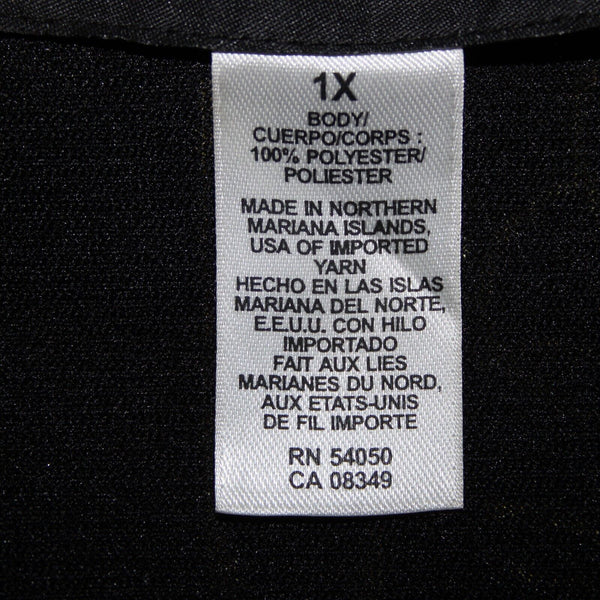 1X
BODY/
CUERPO/CORPS :
100% POLYESTER/
POLIESTER
MADE IN NORTHERN
MARIANA ISLANDS,
USA OF IMPORTED
YARN
HECHO EN LAS ISLAS
MARIANA DEL NORTE,
E.E.U.U. CON HILO
IMPORTADO
FAIT AUX LIES
MARIANES DU NORD,
AUX ETATS-UNIS
DE FIL IMPORTE
RN 54050
CA 08349